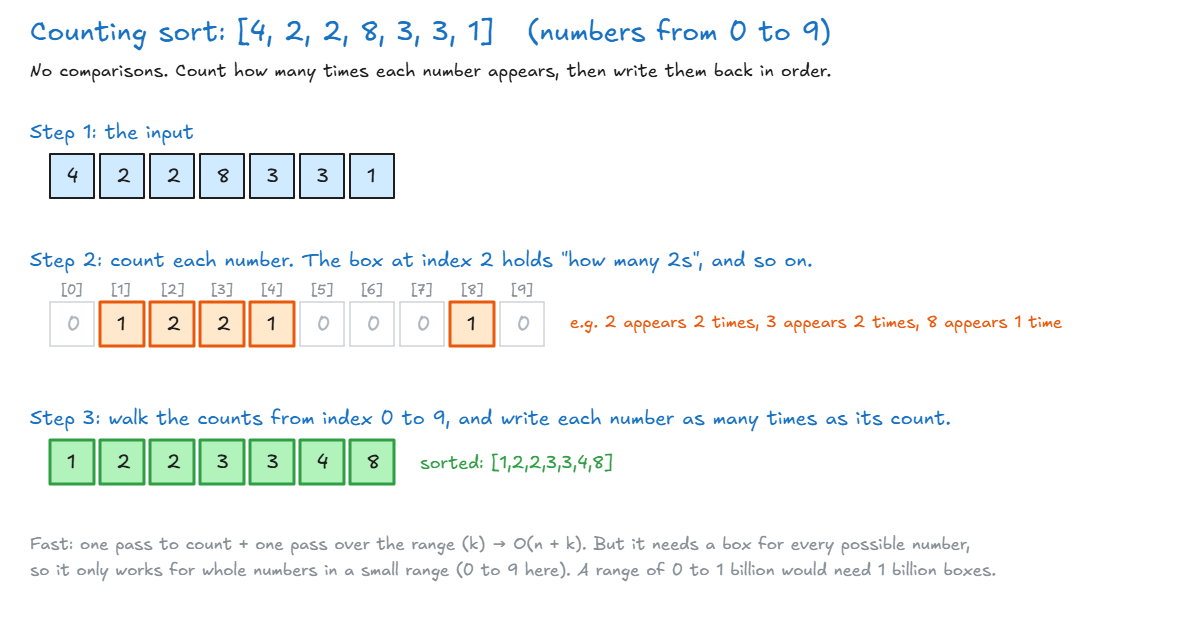 Counting sort: [4, 2, 2, 8, 3, 3, 1] (numbers from 0 to 9)
No comparisons. Count how many times each number appears, then write them back in order.
Step 1: the input
4 2 2 8 3 3 1
Step 2: count each number. The box at index 2 holds "how many 2s", and so on.
[0] [1] [2] [3] [4] [5] [6] [7] [8] [9]
0 1 2 2 1 0 0 0 1 0 e.g. 2 appears 2 times, 3 appears 2 times, 8 appears 1 time
Step 3: walk the counts from index 0 to 9, and write each number as many times as its count.
1 2 2 3 3 4 8 sorted: [1,2,2,3,3,4,8]
Fast: one pass to count + one pass over the range (k) → O(n + k). But it needs a box for every possible number,
so it only works for whole numbers in a small range (0 to 9 here). A range of 0 to 1 billion would need 1 billion boxes.